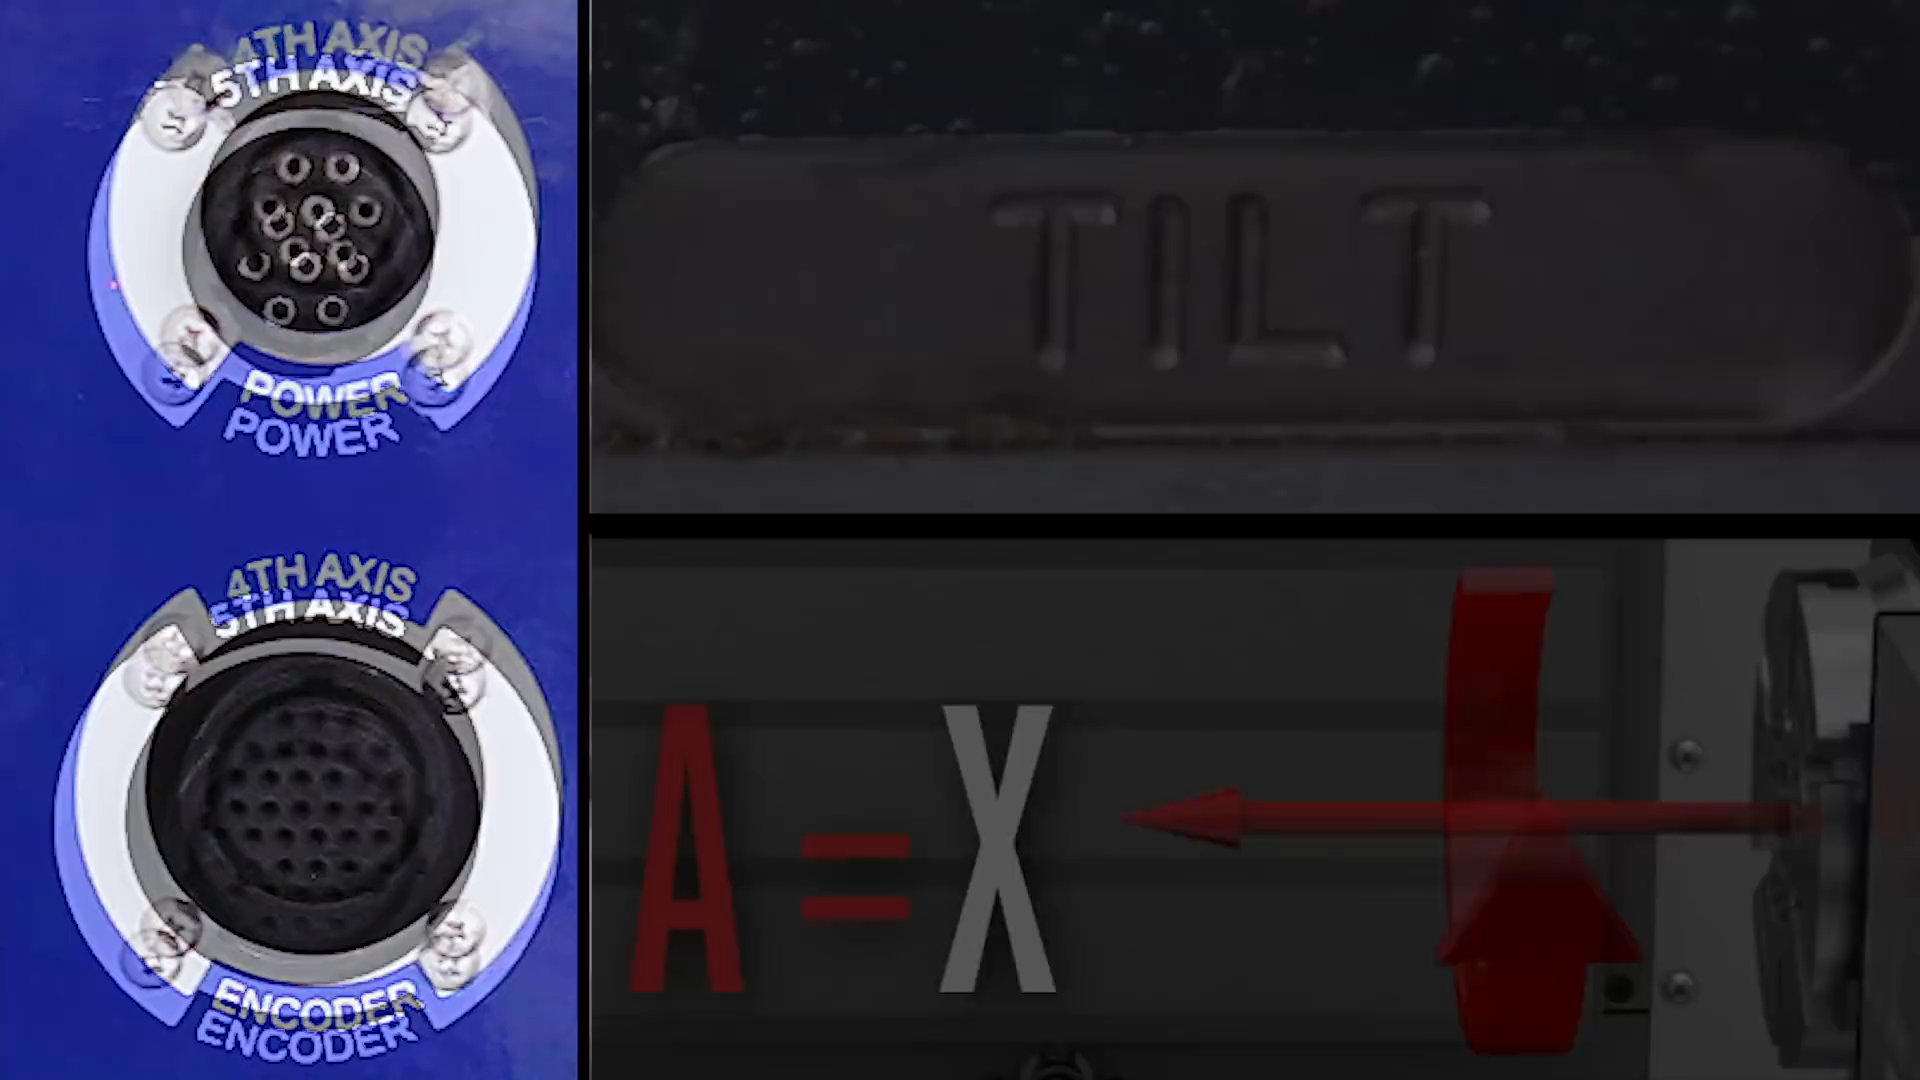 4TH AXIS
5TH AXIS
POWER
POWER
4TH AXIS
5TH AXIS
ENCODER
ENCODER
TILT
A = X